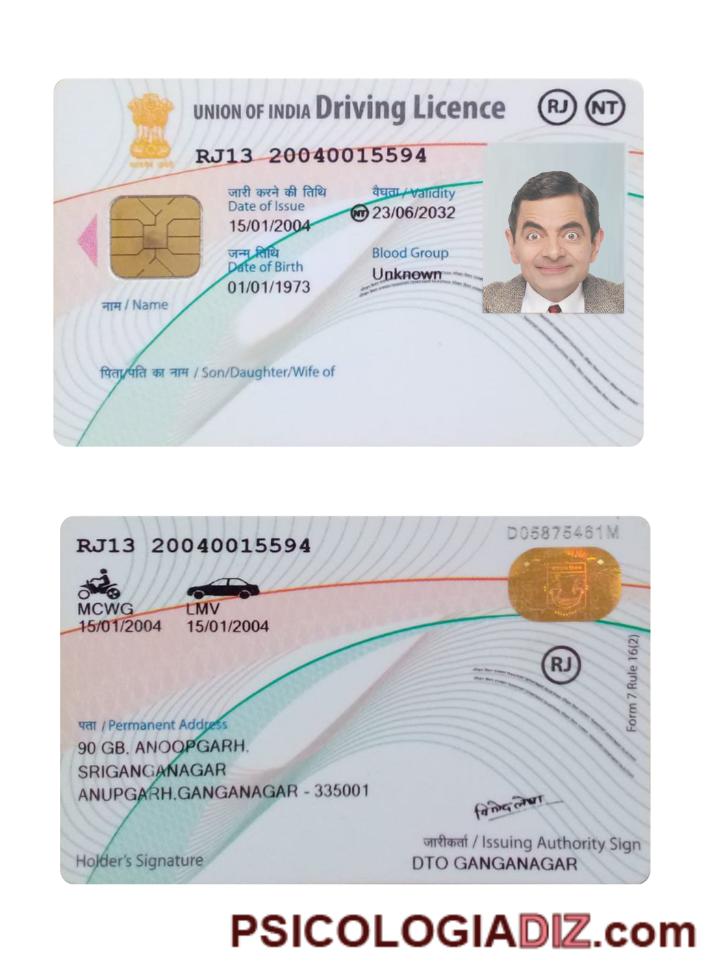 UNION OF INDIA Driving Licence RJ NT
RJ13 20040015594
जारी करने की तिथि
Date of Issue
15/01/2004
वैधता / Validity
NT 23/06/2032
जन्म तिथि
Date of Birth
01/01/1973
Blood Group
Unknown
नाम / Name
पिता/पति का नाम / Son/Daughter/Wife of
D05875461M
RJ13 20040015594
MCWG
15/01/2004
LMV
15/01/2004
RJ
Form 7 Rule 16(2)
पता / Permanent Address
90 GB. ANOOPGARH.
SRIGANGANAGAR
ANUPGARH.GANGANAGAR - 335001
Holder's Signature
जारीकर्ता / Issuing Authority Sign
DTO GANGANAGAR
PSICOLOGIADIZ.com